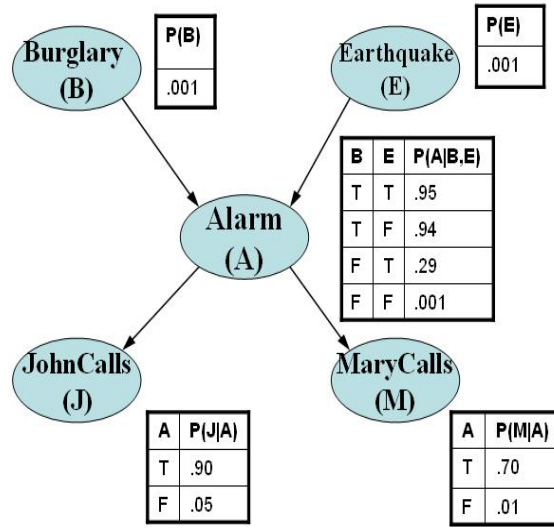 Burglary
(B)
P(B)
.001
Earthquake
(E)
P(E)
.001
B E P(A|B,E)
T T .95
T F .94
F T .29
F F .001
Alarm
(A)
JohnCalls
(J)
MaryCalls
(M)
A P(J|A)
T .90
F .05
A P(M|A)
T .70
F .01